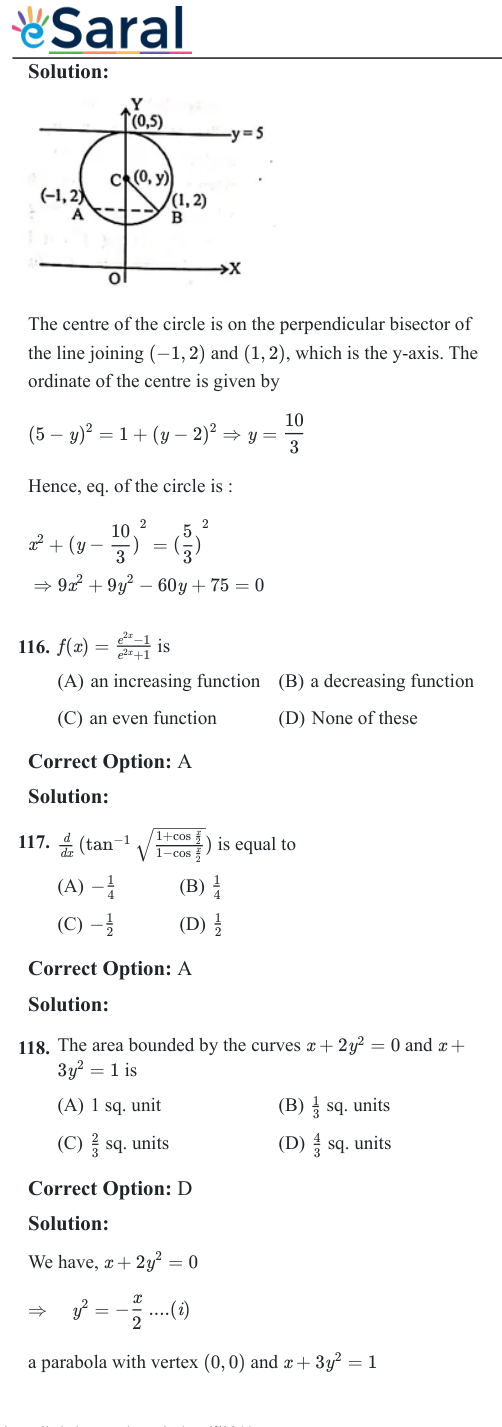 eSaral
Solution:
Y
(0,5)
y=5
C (0, y)
(-1, 2)
(1, 2)
A
B
X
O
The centre of the circle is on the perpendicular bisector of
the line joining (−1, 2) and (1, 2), which is the y-axis. The
ordinate of the centre is given by
(5 − y)² = 1 + (y − 2)² ⇒ y = 10/3
Hence, eq. of the circle is :
x² + (y − 10/3)² = (5/3)²
⇒ 9x² + 9y² − 60y + 75 = 0
116. f(x) = (e²ˣ−1)/(e²ˣ+1) is
(A) an increasing function (B) a decreasing function
(C) an even function (D) None of these
Correct Option: A
Solution:
117. d/dx (tan⁻¹ √((1+cos x/2)/(1−cos x/2))) is equal to
(A) −1/4 (B) 1/4
(C) −1/2 (D) 1/2
Correct Option: A
Solution:
118. The area bounded by the curves x + 2y² = 0 and x +
3y² = 1 is
(A) 1 sq. unit (B) 1/3 sq. units
(C) 2/3 sq. units (D) 4/3 sq. units
Correct Option: D
Solution:
We have, x + 2y² = 0
⇒ y² = −x/2 ....(i)
a parabola with vertex (0, 0) and x + 3y² = 1